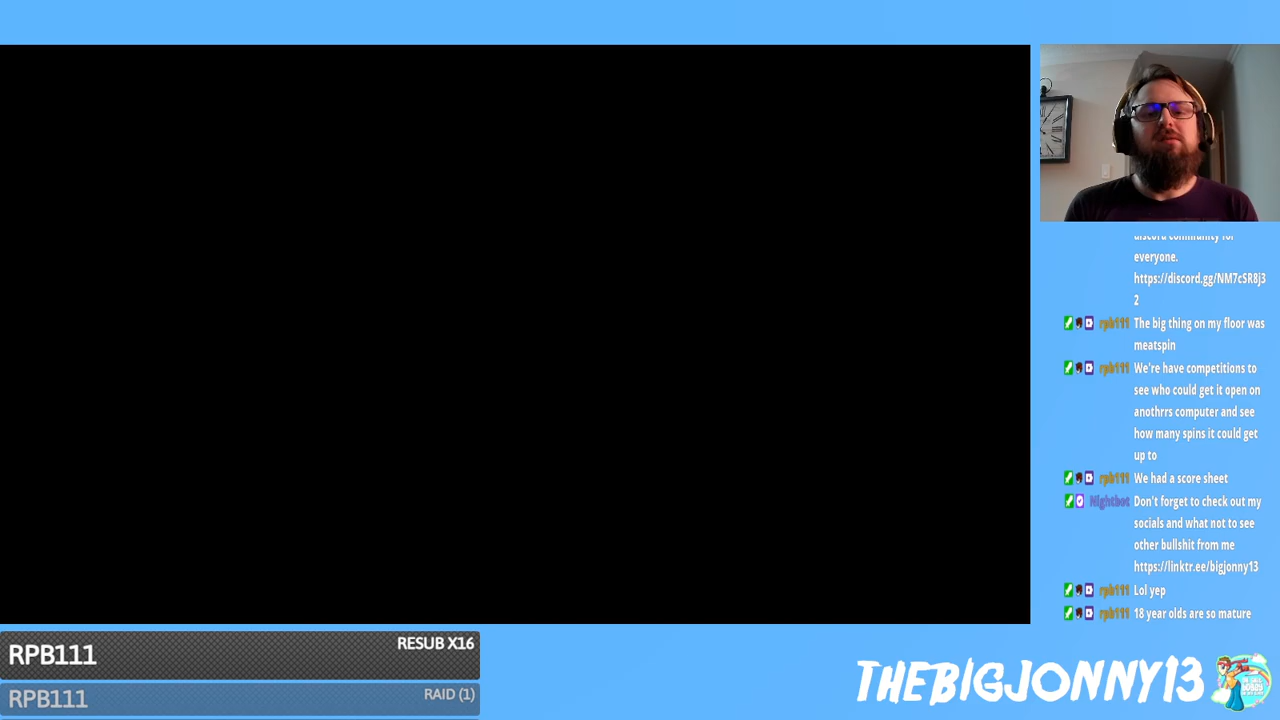 everyone.
https://discord.gg/NM7cSR8j3
2
rpb111 The big thing on my floor was
meatspin
rpb111 We're have competitions to
see who could get it open on
anothrrs computer and see
how many spins it could get
up to
rpb111 We had a score sheet
Nightbot Don't forget to check out my
socials and what not to see
other bullshit from me
https://linktr.ee/bigjonny13
rpb111 Lol yep
rpb111 18 year olds are so mature
RPB111 RESUB X16
RPB111 RAID (1)
THEBIGJONNY13